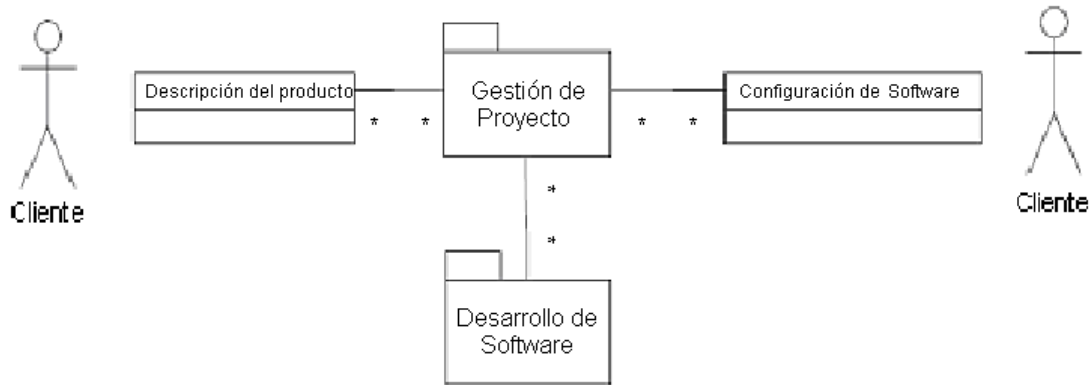 Descripción del producto
Gestión de
Proyecto
Configuración de Software
* * * *
Cliente
Cliente
*
*
Desarrollo de
Software